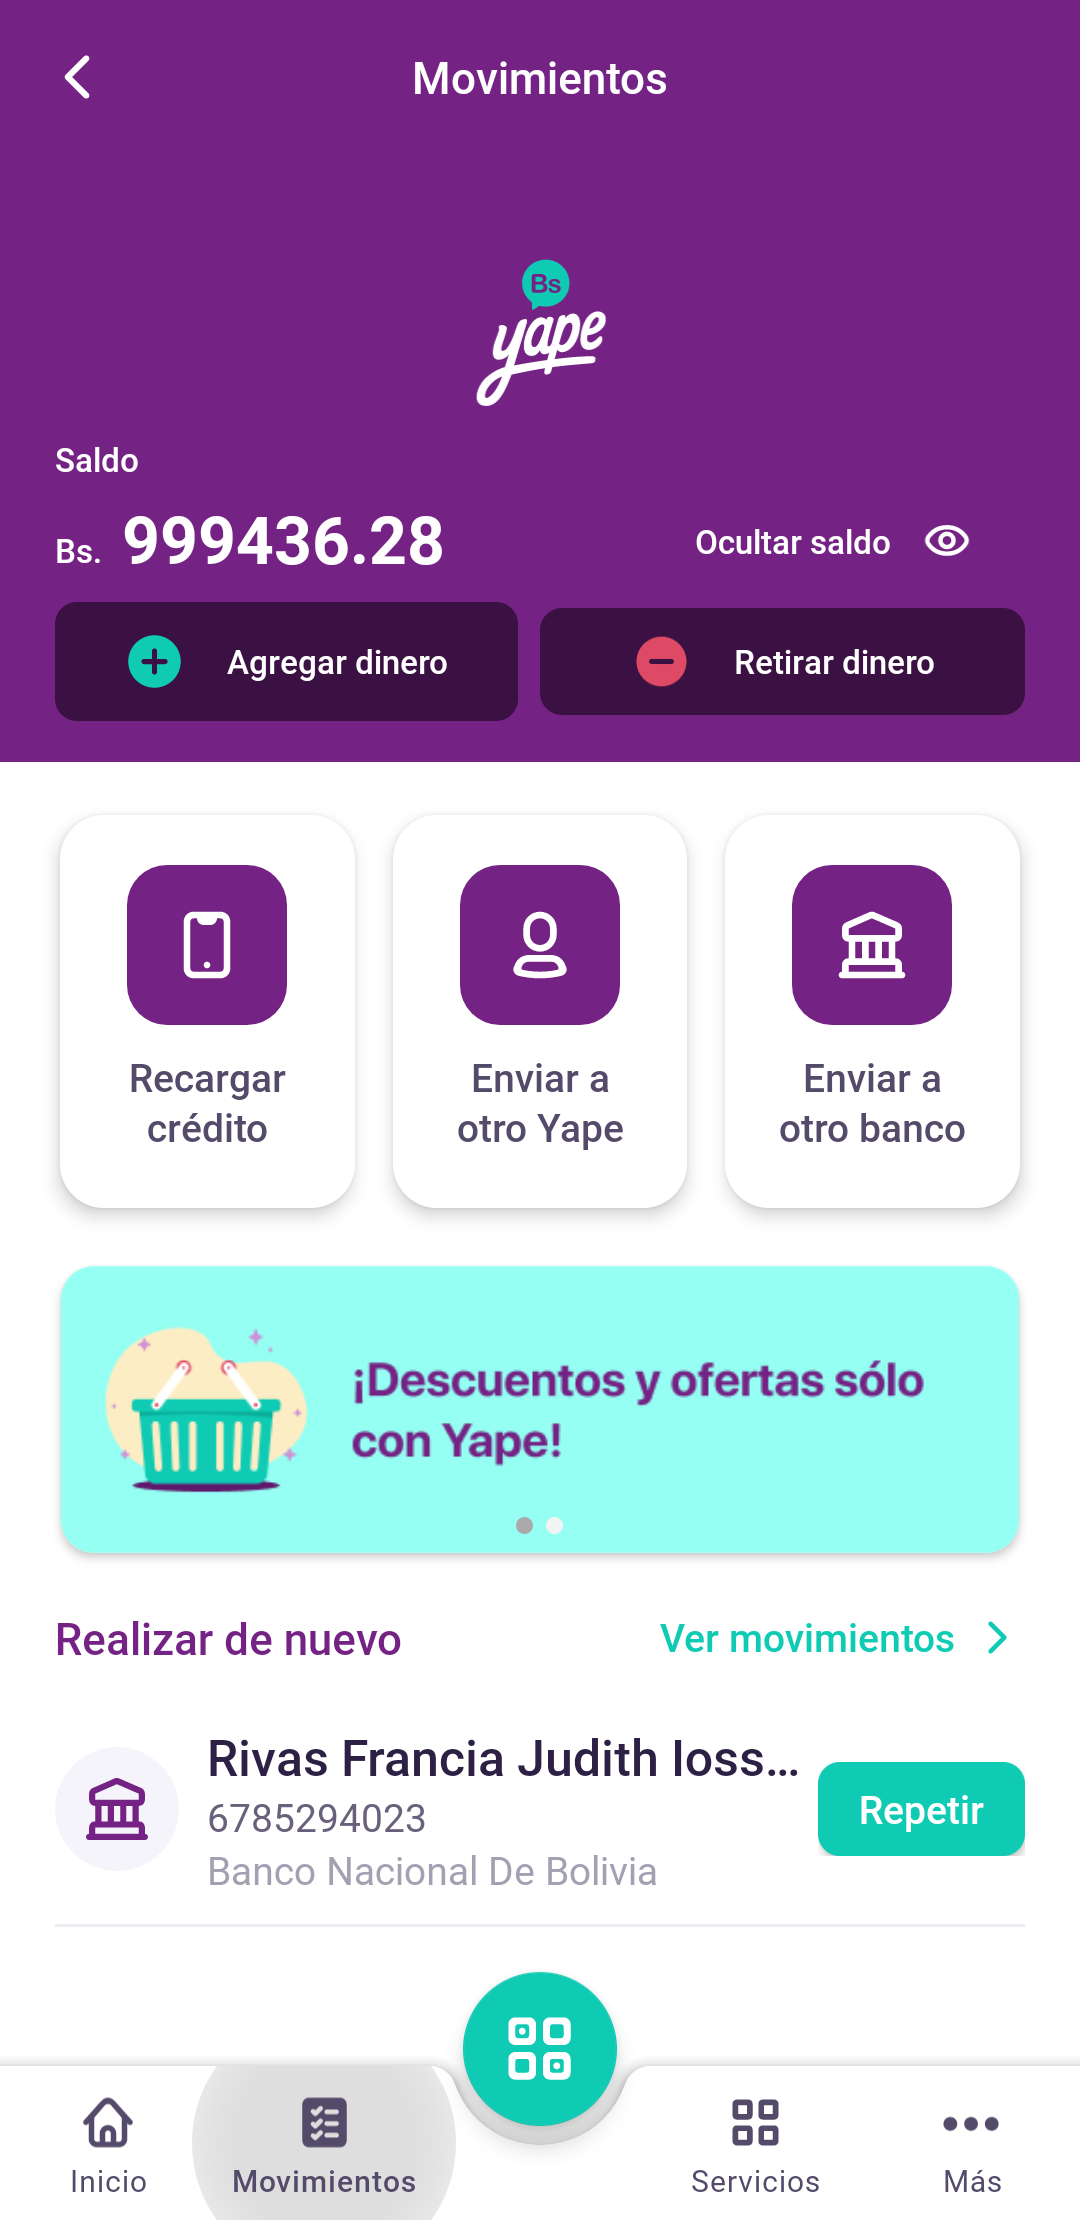 Movimientos
Bs
yape
Saldo
Bs. 999436.28
Ocultar saldo
Agregar dinero
Retirar dinero
Recargar
crédito
Enviar a
otro Yape
Enviar a
otro banco
¡Descuentos y ofertas sólo
con Yape!
Realizar de nuevo
Ver movimientos
Rivas Francia Judith Ioss...
6785294023
Banco Nacional De Bolivia
Repetir
Inicio
Movimientos
Servicios
Más